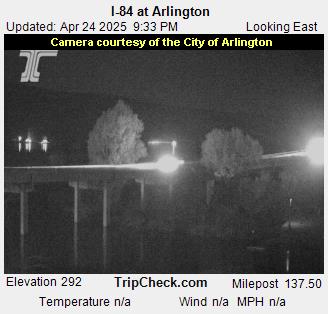 I-84 at Arlington
Updated: Apr 24 2025 9:33 PM Looking East
Camera courtesy of the City of Arlington
Elevation 292 TripCheck.com Milepost 137.50
Temperature n/a Wind n/a MPH n/a